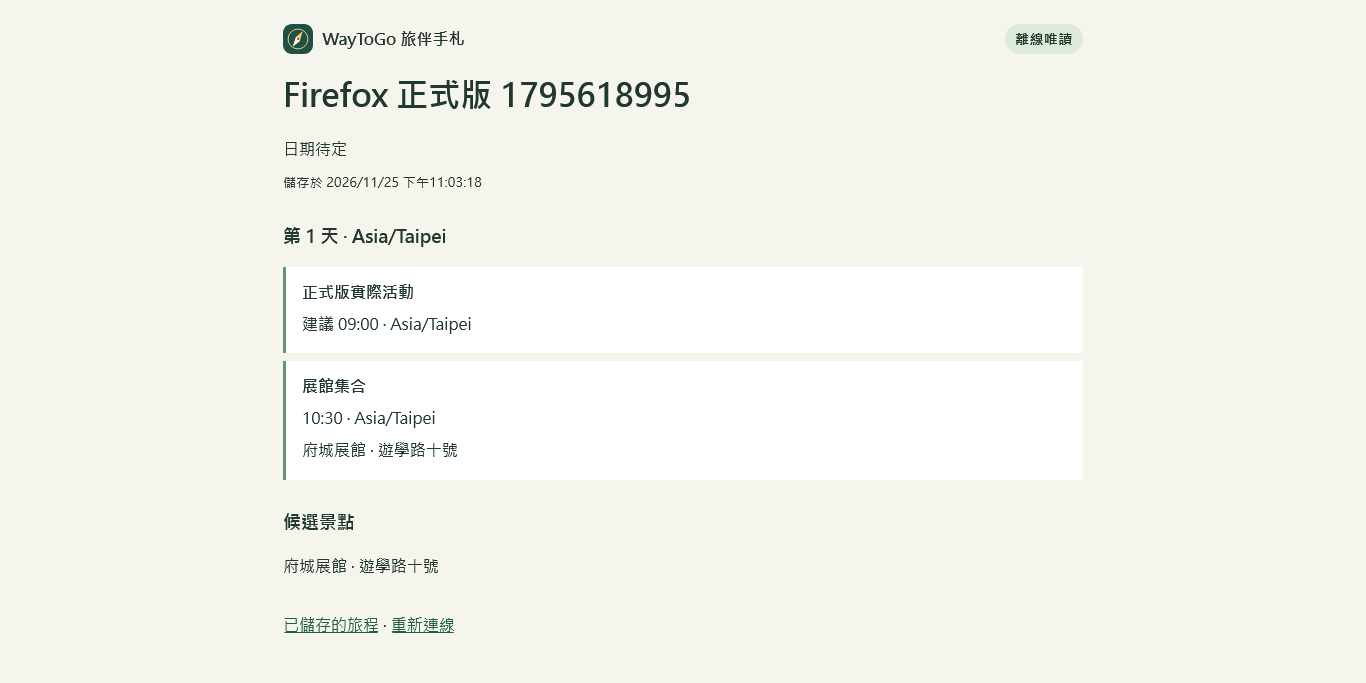 WayToGo 旅伴手札
離線唯讀
Firefox 正式版 1795618995
日期待定
儲存於 2026/11/25 下午11:03:18
第 1 天 · Asia/Taipei
正式版實際活動
建議 09:00 · Asia/Taipei
展館集合
10:30 · Asia/Taipei
府城展館 · 遊學路十號
候選景點
府城展館 · 遊學路十號
已儲存的旅程 · 重新連線